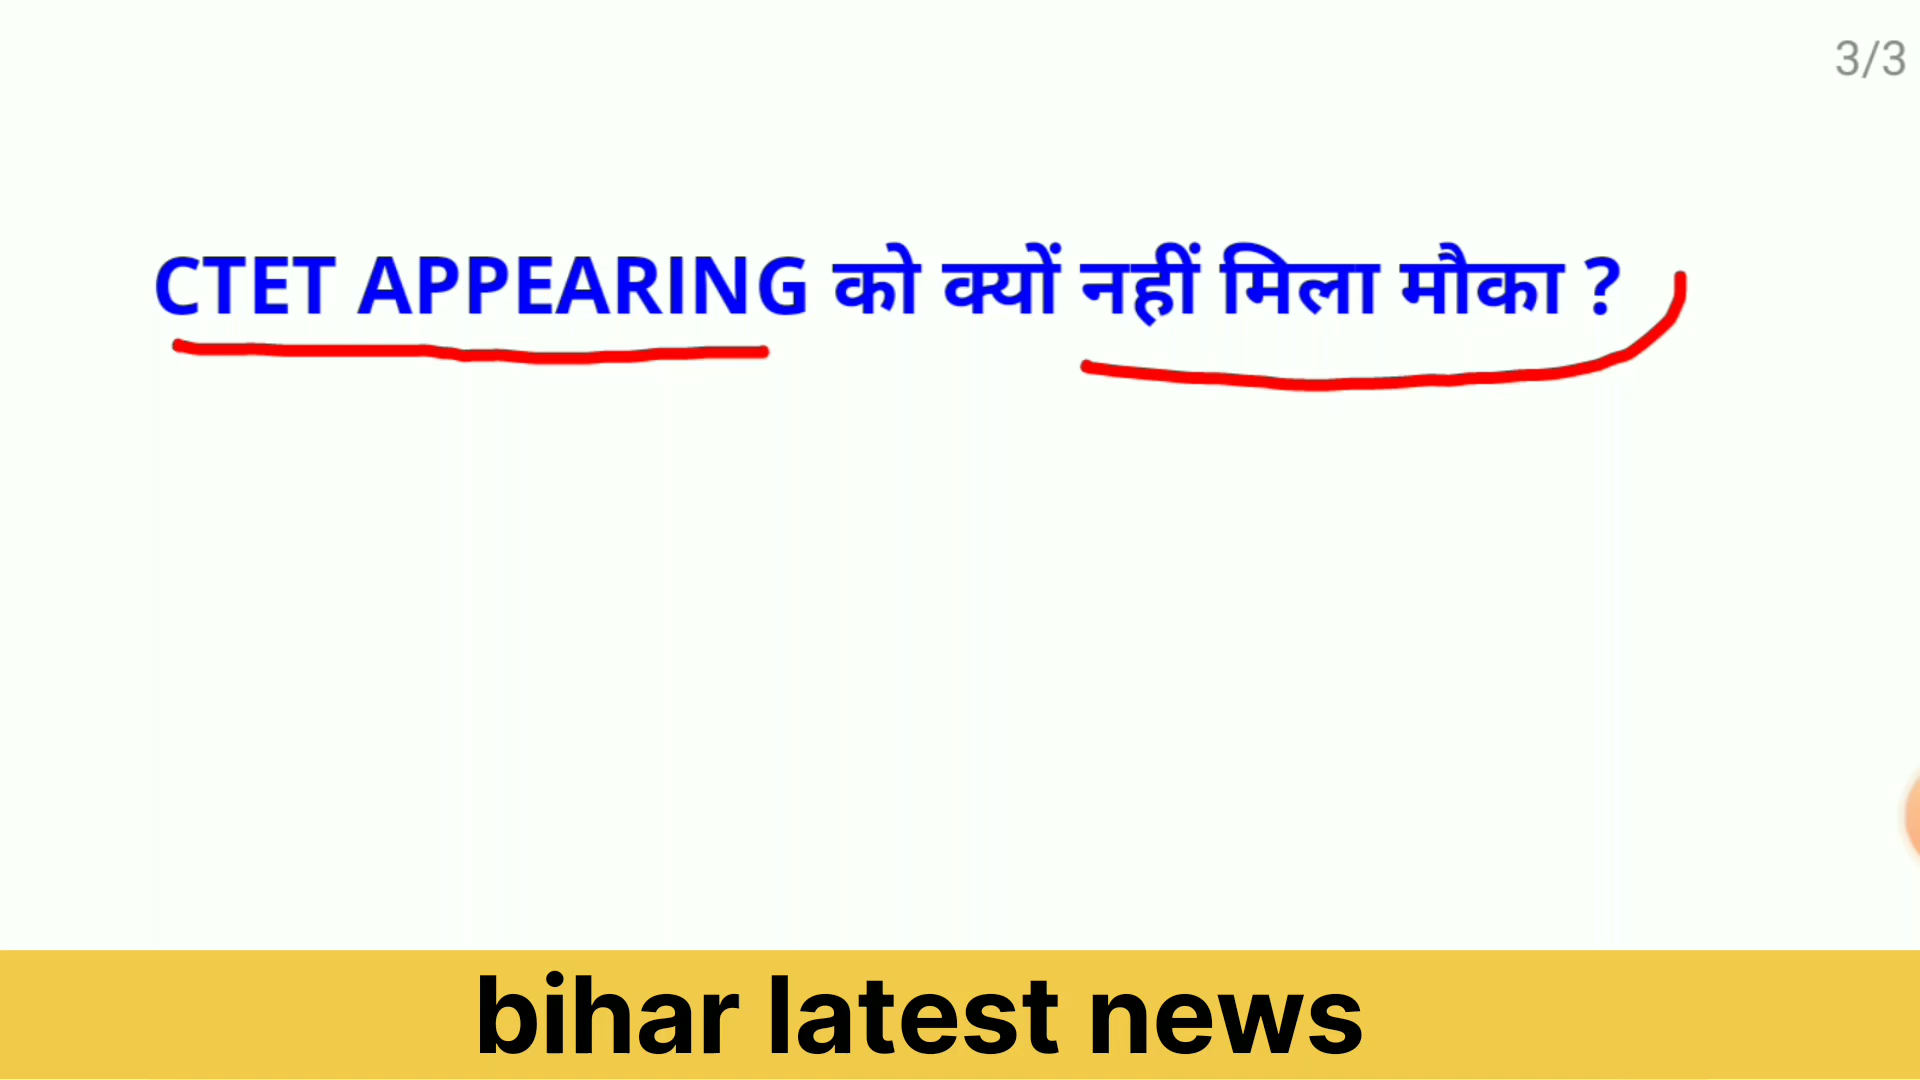 3/3
CTET APPEARING को क्यों नहीं मिला मौका ?
bihar latest news